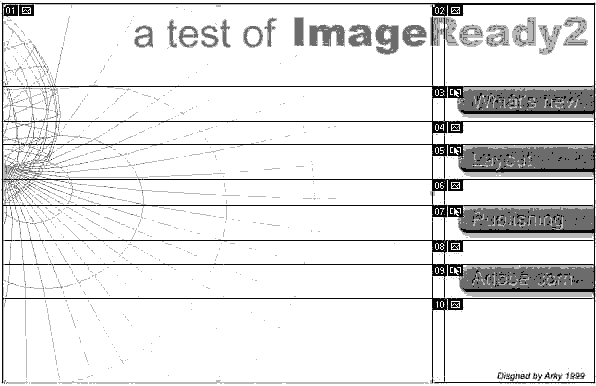 01 02
a test of ImageReady2
03 What's new
04
05 Layout
06
07 Publishing
08
09 Adobe com
10
Disgned by Arky 1999